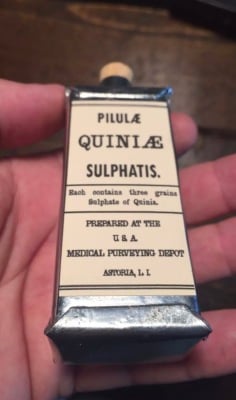 PILULÆ
QUINIÆ
SULPHATIS.
Each contains three grains
Sulphate of Quinia.
PREPARED AT THE
U S A.
MEDICAL PURVEYING DEPOT
ASTORIA, L I.